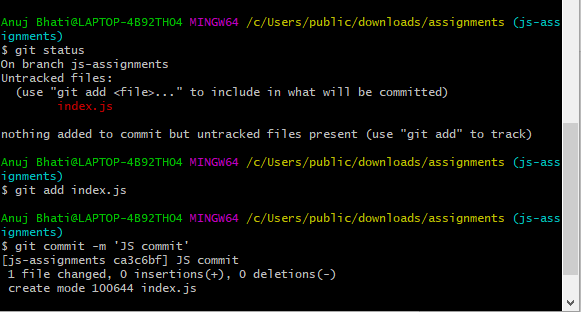 Anuj Bhati@LAPTOP-4B92THO4 MINGW64 /c/Users/public/downloads/assignments (js-ass
ignments)
$ git status
On branch js-assignments
Untracked files:
  (use "git add <file>..." to include in what will be committed)
        index.js

nothing added to commit but untracked files present (use "git add" to track)

Anuj Bhati@LAPTOP-4B92THO4 MINGW64 /c/Users/public/downloads/assignments (js-ass
ignments)
$ git add index.js

Anuj Bhati@LAPTOP-4B92THO4 MINGW64 /c/Users/public/downloads/assignments (js-ass
ignments)
$ git commit -m 'JS commit'
[js-assignments ca3c6bf] JS commit
 1 file changed, 0 insertions(+), 0 deletions(-)
 create mode 100644 index.js